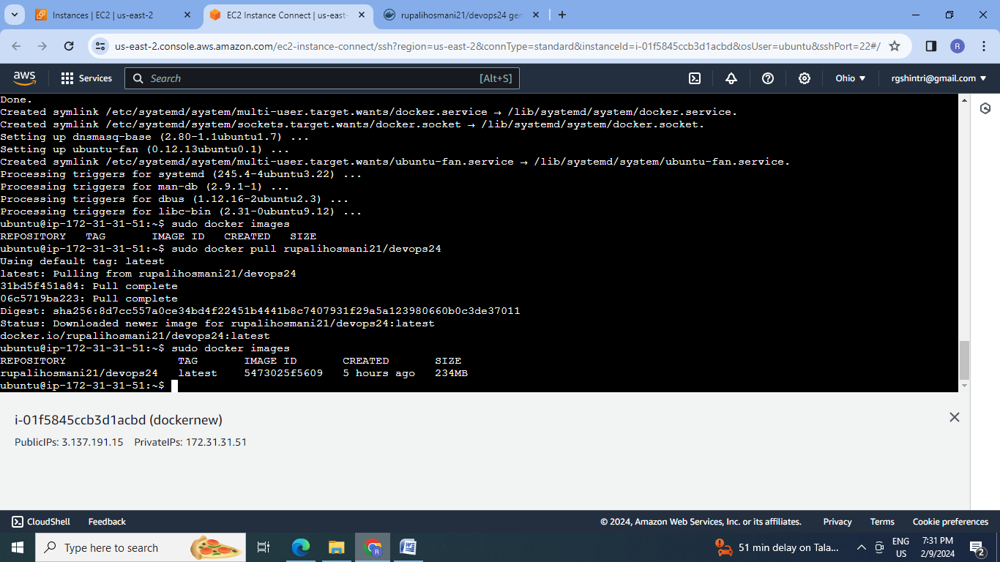 Instances | EC2 | us-east-2
EC2 Instance Connect | us-east-
rupalihosmani21/devops24 gen
us-east-2.console.aws.amazon.com/ec2-instance-connect/ssh?region=us-east-2&connType=standard&instanceId=i-01f5845ccb3d1acbd&osUser=ubuntu&sshPort=22#/
R
aws
Services
Search
[Alt+S]
Ohio
rgshintri@gmail.com
Done.
Created symlink /etc/systemd/system/multi-user.target.wants/docker.service → /lib/systemd/system/docker.service.
Created symlink /etc/systemd/system/sockets.target.wants/docker.socket → /lib/systemd/system/docker.socket.
Setting up dnsmasq-base (2.80-1.1ubuntu1.7) ...
Setting up ubuntu-fan (0.12.13ubuntu0.1) ...
Created symlink /etc/systemd/system/multi-user.target.wants/ubuntu-fan.service → /lib/systemd/system/ubuntu-fan.service.
Processing triggers for systemd (245.4-4ubuntu3.22) ...
Processing triggers for man-db (2.9.1-1) ...
Processing triggers for dbus (1.12.16-2ubuntu2.3) ...
Processing triggers for libc-bin (2.31-0ubuntu9.12) ...
ubuntu@ip-172-31-31-51:~$ sudo docker images
REPOSITORY   TAG       IMAGE ID   CREATED   SIZE
ubuntu@ip-172-31-31-51:~$ sudo docker pull rupalihosmani21/devops24
Using default tag: latest
latest: Pulling from rupalihosmani21/devops24
31bd5f451a84: Pull complete
06c5719ba223: Pull complete
Digest: sha256:8d7cc557a0ce34bd4f22451b4441b8c7407931f29a5a123980660b0c3de37011
Status: Downloaded newer image for rupalihosmani21/devops24:latest
docker.io/rupalihosmani21/devops24:latest
ubuntu@ip-172-31-31-51:~$ sudo docker images
REPOSITORY                 TAG       IMAGE ID       CREATED       SIZE
rupalihosmani21/devops24   latest    5473025f5609   5 hours ago   234MB
ubuntu@ip-172-31-31-51:~$
i-01f5845ccb3d1acbd (dockernew)
PublicIPs: 3.137.191.15 PrivateIPs: 172.31.31.51
CloudShell
Feedback
© 2024, Amazon Web Services, Inc. or its affiliates.
Privacy
Terms
Cookie preferences
Type here to search
51 min delay on Tala...
ENG
US
7:31 PM
2/9/2024
2